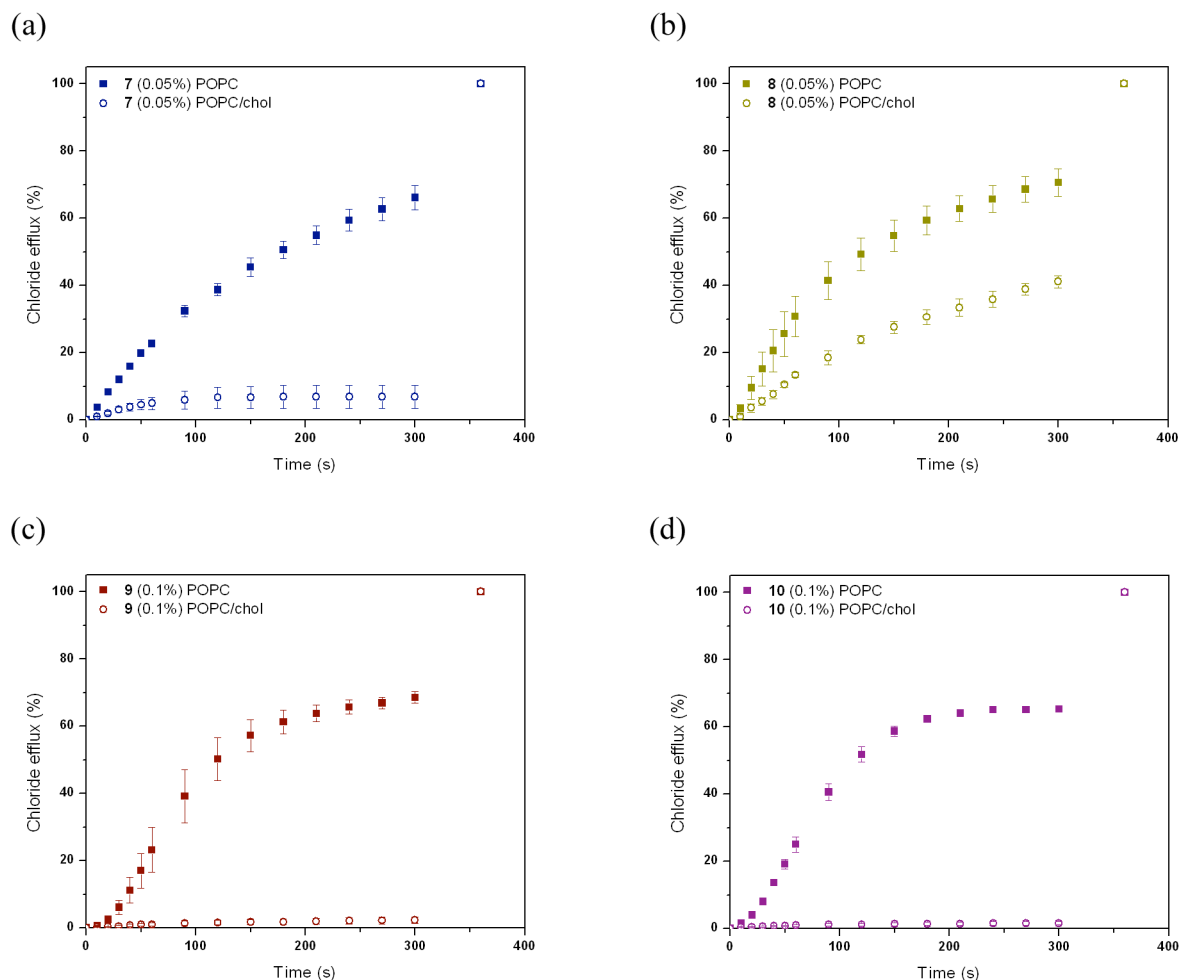 (a)
7 (0.05%) POPC
7 (0.05%) POPC/chol
Chloride efflux (%)
100
80
60
40
20
0
0 100 200 300 400
Time (s)
(b)
8 (0.05%) POPC
8 (0.05%) POPC/chol
Chloride efflux (%)
100
80
60
40
20
0
0 100 200 300 400
Time (s)
(c)
9 (0.1%) POPC
9 (0.1%) POPC/chol
Chloride efflux (%)
100
80
60
40
20
0
0 100 200 300 400
Time (s)
(d)
10 (0.1%) POPC
10 (0.1%) POPC/chol
Chloride efflux (%)
100
80
60
40
20
0
0 100 200 300 400
Time (s)